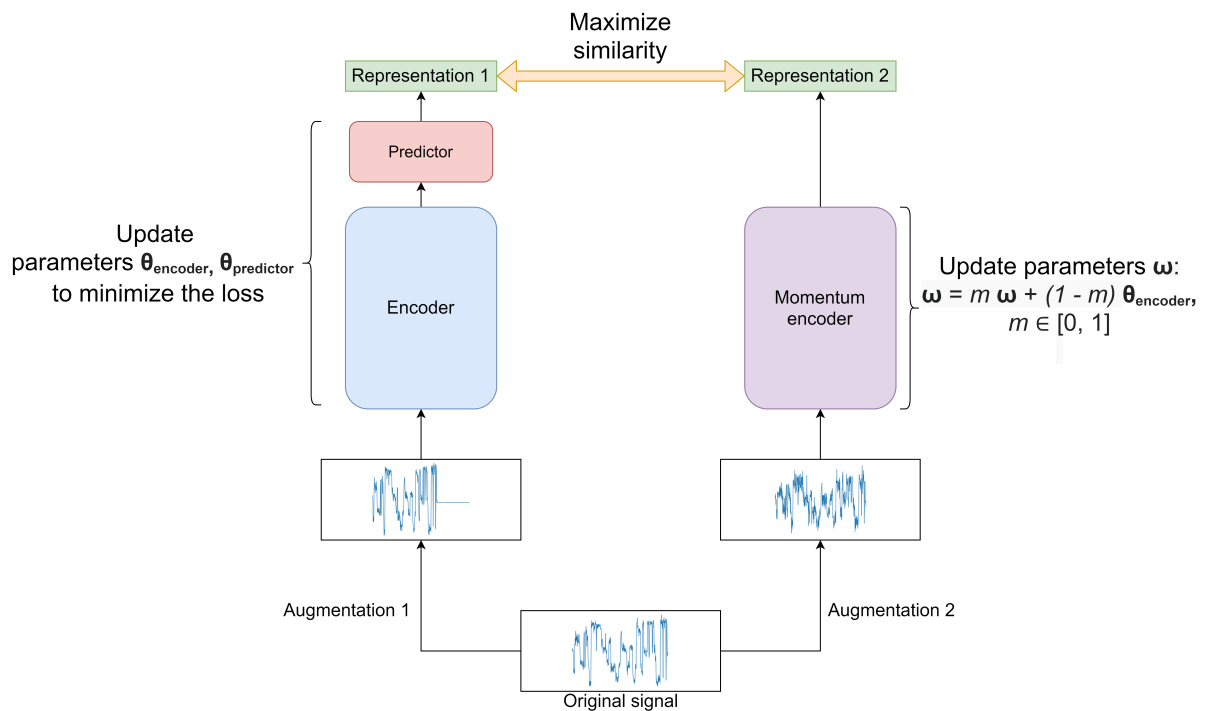 Maximize
similarity
Representation 1
Representation 2
Predictor
Update
parameters θencoder, θpredictor
to minimize the loss
Encoder
Momentum
encoder
Update parameters ω:
ω = m ω + (1 - m) θencoder,
m ∈ [0, 1]
Augmentation 1
Augmentation 2
Original signal